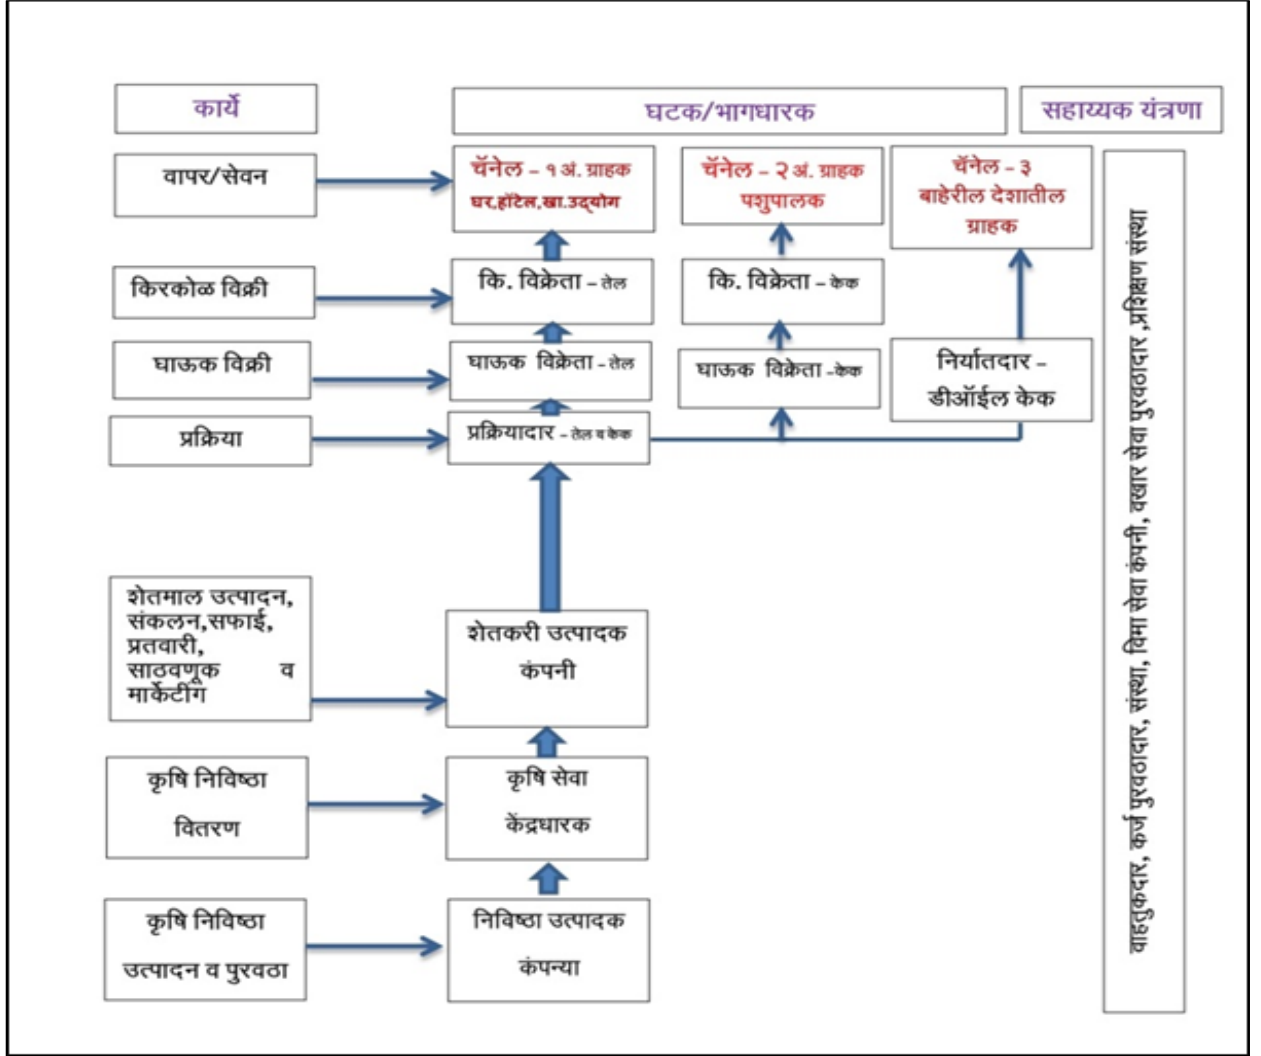 कार्ये
घटक/भागधारक
सहाय्यक यंत्रणा
वापर/सेवन
चॅनेल – १ अं. ग्राहक
घर,हॉटेल,खा.उद्योग
चॅनेल – २ अं. ग्राहक
पशुपालक
चॅनेल – ३
बाहेरील देशातील
ग्राहक
किरकोळ विक्री
कि. विक्रेता – तेल
कि. विक्रेता – केक
घाऊक विक्री
घाऊक विक्रेता – तेल
घाऊक विक्रेता –केक
निर्यातदार –
डीऑईल केक
प्रक्रिया
प्रक्रियादार – तेल व केक
शेतमाल उत्पादन,
संकलन,सफाई,
प्रतवारी,
साठवणूक व
मार्केटींग
शेतकरी उत्पादक
कंपनी
कृषि निविष्ठा
वितरण
कृषि सेवा
केंद्रधारक
कृषि निविष्ठा
उत्पादन व पुरवठा
निविष्ठा उत्पादक
कंपन्या
वाहतुकदार, कर्ज पुरवठादार, संस्था, विमा सेवा कंपनी, वखार सेवा पुरवठादार ,प्रशिक्षण संस्था